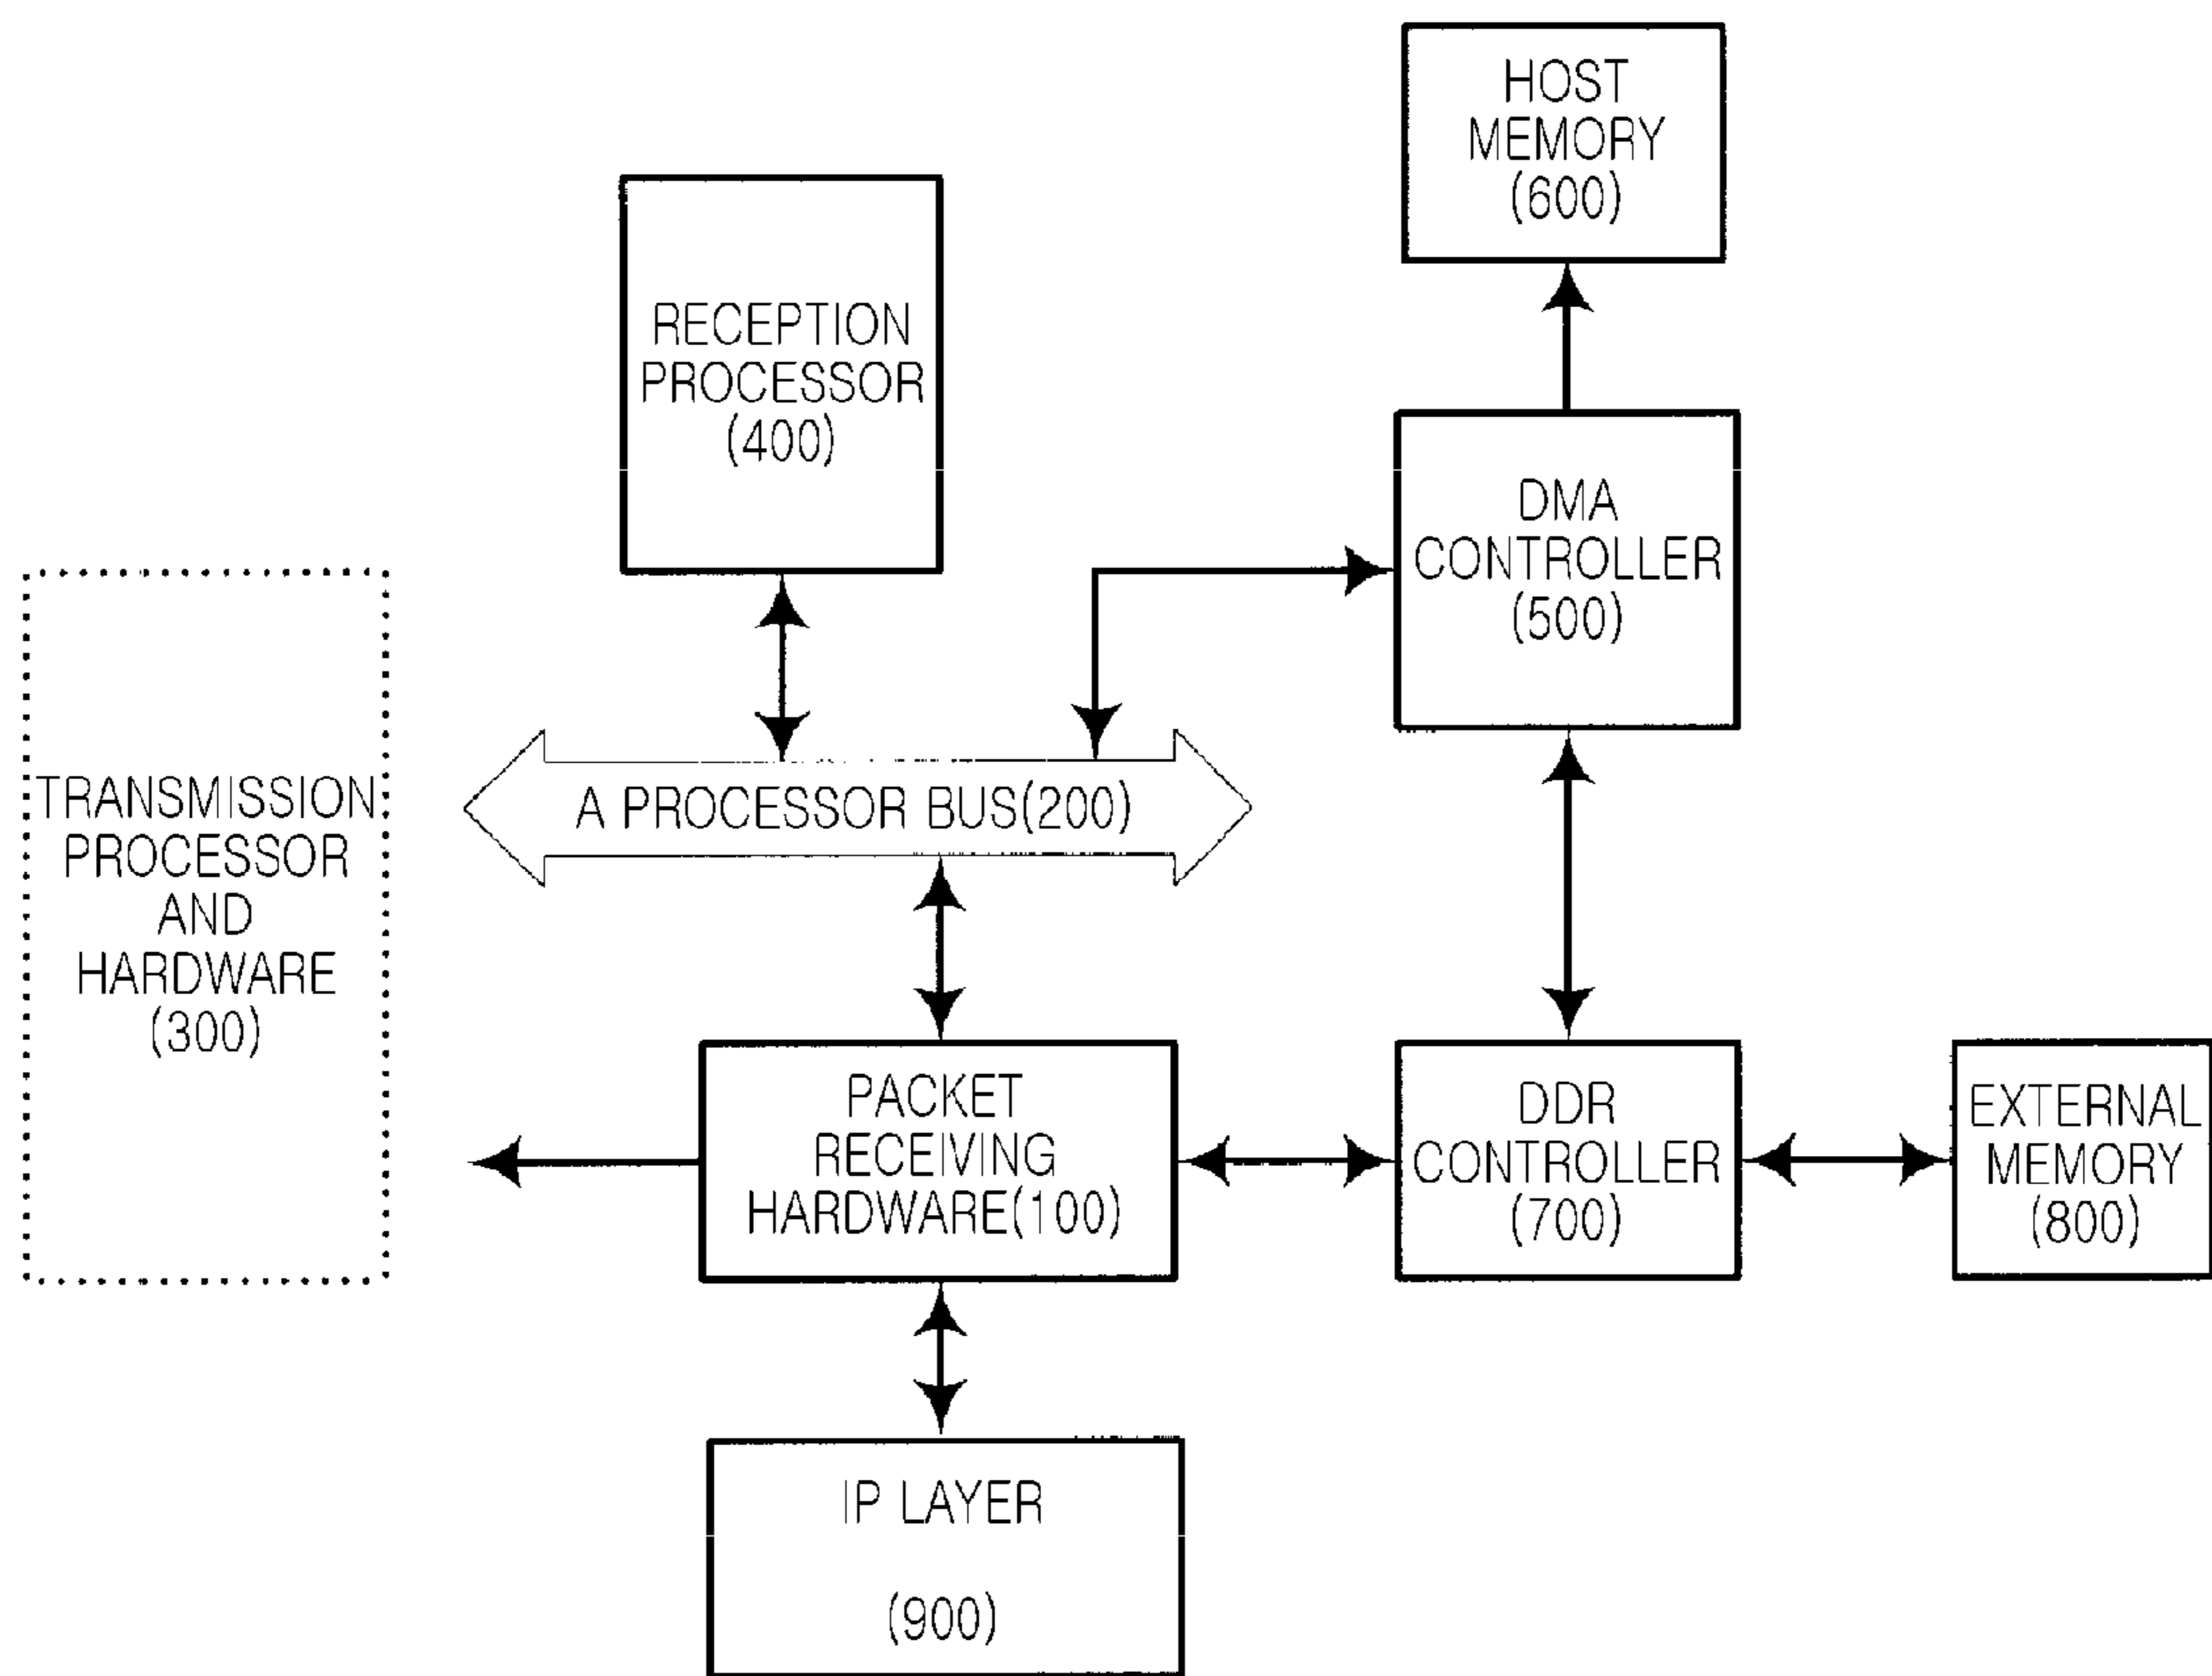 HOST
MEMORY
(600)
RECEPTION
PROCESSOR
(400)
DMA
CONTROLLER
(500)
TRANSMISSION
PROCESSOR
AND
HARDWARE
(300)
A PROCESSOR BUS(200)
PACKET
RECEIVING
HARDWARE(100)
DDR
CONTROLLER
(700)
EXTERNAL
MEMORY
(800)
IP LAYER
(900)